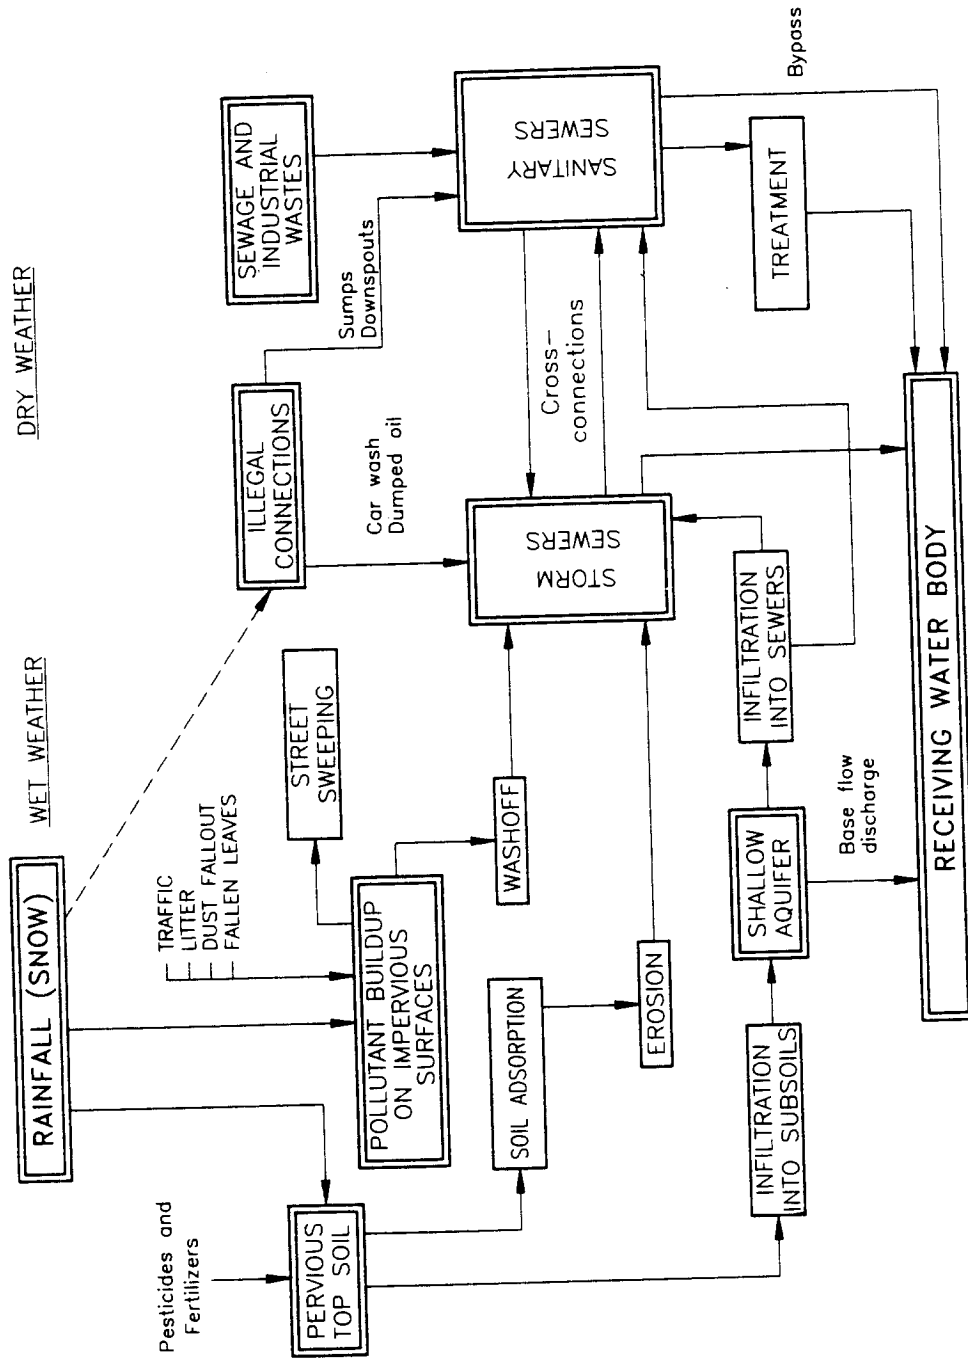 WET WEATHER
DRY WEATHER
RAINFALL (SNOW)
Pesticides and
Fertilizers
TRAFFIC
LITTER
DUST FALLOUT
FALLEN LEAVES
ILLEGAL
CONNECTIONS
SEWAGE AND
INDUSTRIAL
WASTES
PERVIOUS
TOP SOIL
POLLUTANT BUILDUP
ON IMPERVIOUS
SURFACES
STREET
SWEEPING
Car wash
Dumped oil
Sumps
Downspouts
SOIL ADSORPTION
WASHOFF
STORM
SEWERS
Cross-
connections
SANITARY
SEWERS
EROSION
INFILTRATION
INTO SUBSOILS
SHALLOW
AQUIFER
INFILTRATION
INTO SEWERS
TREATMENT
Bypass
Base flow
discharge
RECEIVING WATER BODY